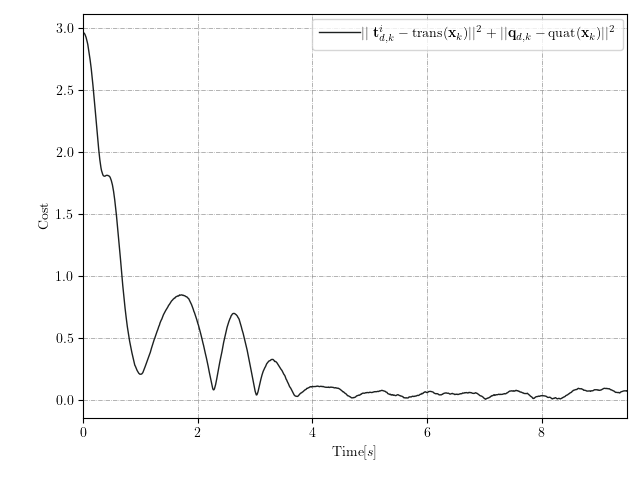 || t^i_{d,k} − trans(x_k)||² + ||q_{d,k} − quat(x_k)||²
3.0
2.5
2.0
1.5
1.0
0.5
0.0
Cost
0 2 4 6 8
Time[s]